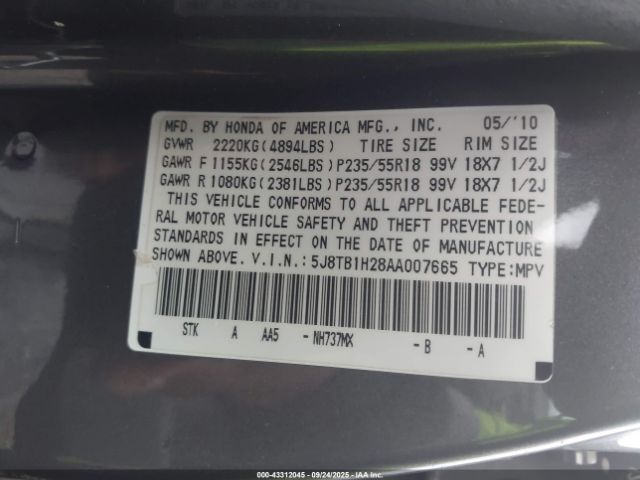 MFD. BY HONDA OF AMERICA MFG., INC. 05/'10
GVWR 2220KG(4894LBS) TIRE SIZE RIM SIZE
GAWR F 1155KG(2546LBS) P235/55R18 99V 18X7 1/2J
GAWR R 1080KG(2381LBS) P235/55R18 99V 18X7 1/2J
THIS VEHICLE CONFORMS TO ALL APPLICABLE FEDE-
RAL MOTOR VEHICLE SAFETY AND THEFT PREVENTION
STANDARDS IN EFFECT ON THE DATE OF MANUFACTURE
SHOWN ABOVE. V.I.N.:5J8TB1H28AA007665 TYPE:MPV
STK A AA5 -NH737MX -B -A
000-43312045 - 09/24/2025 - IAA Inc.